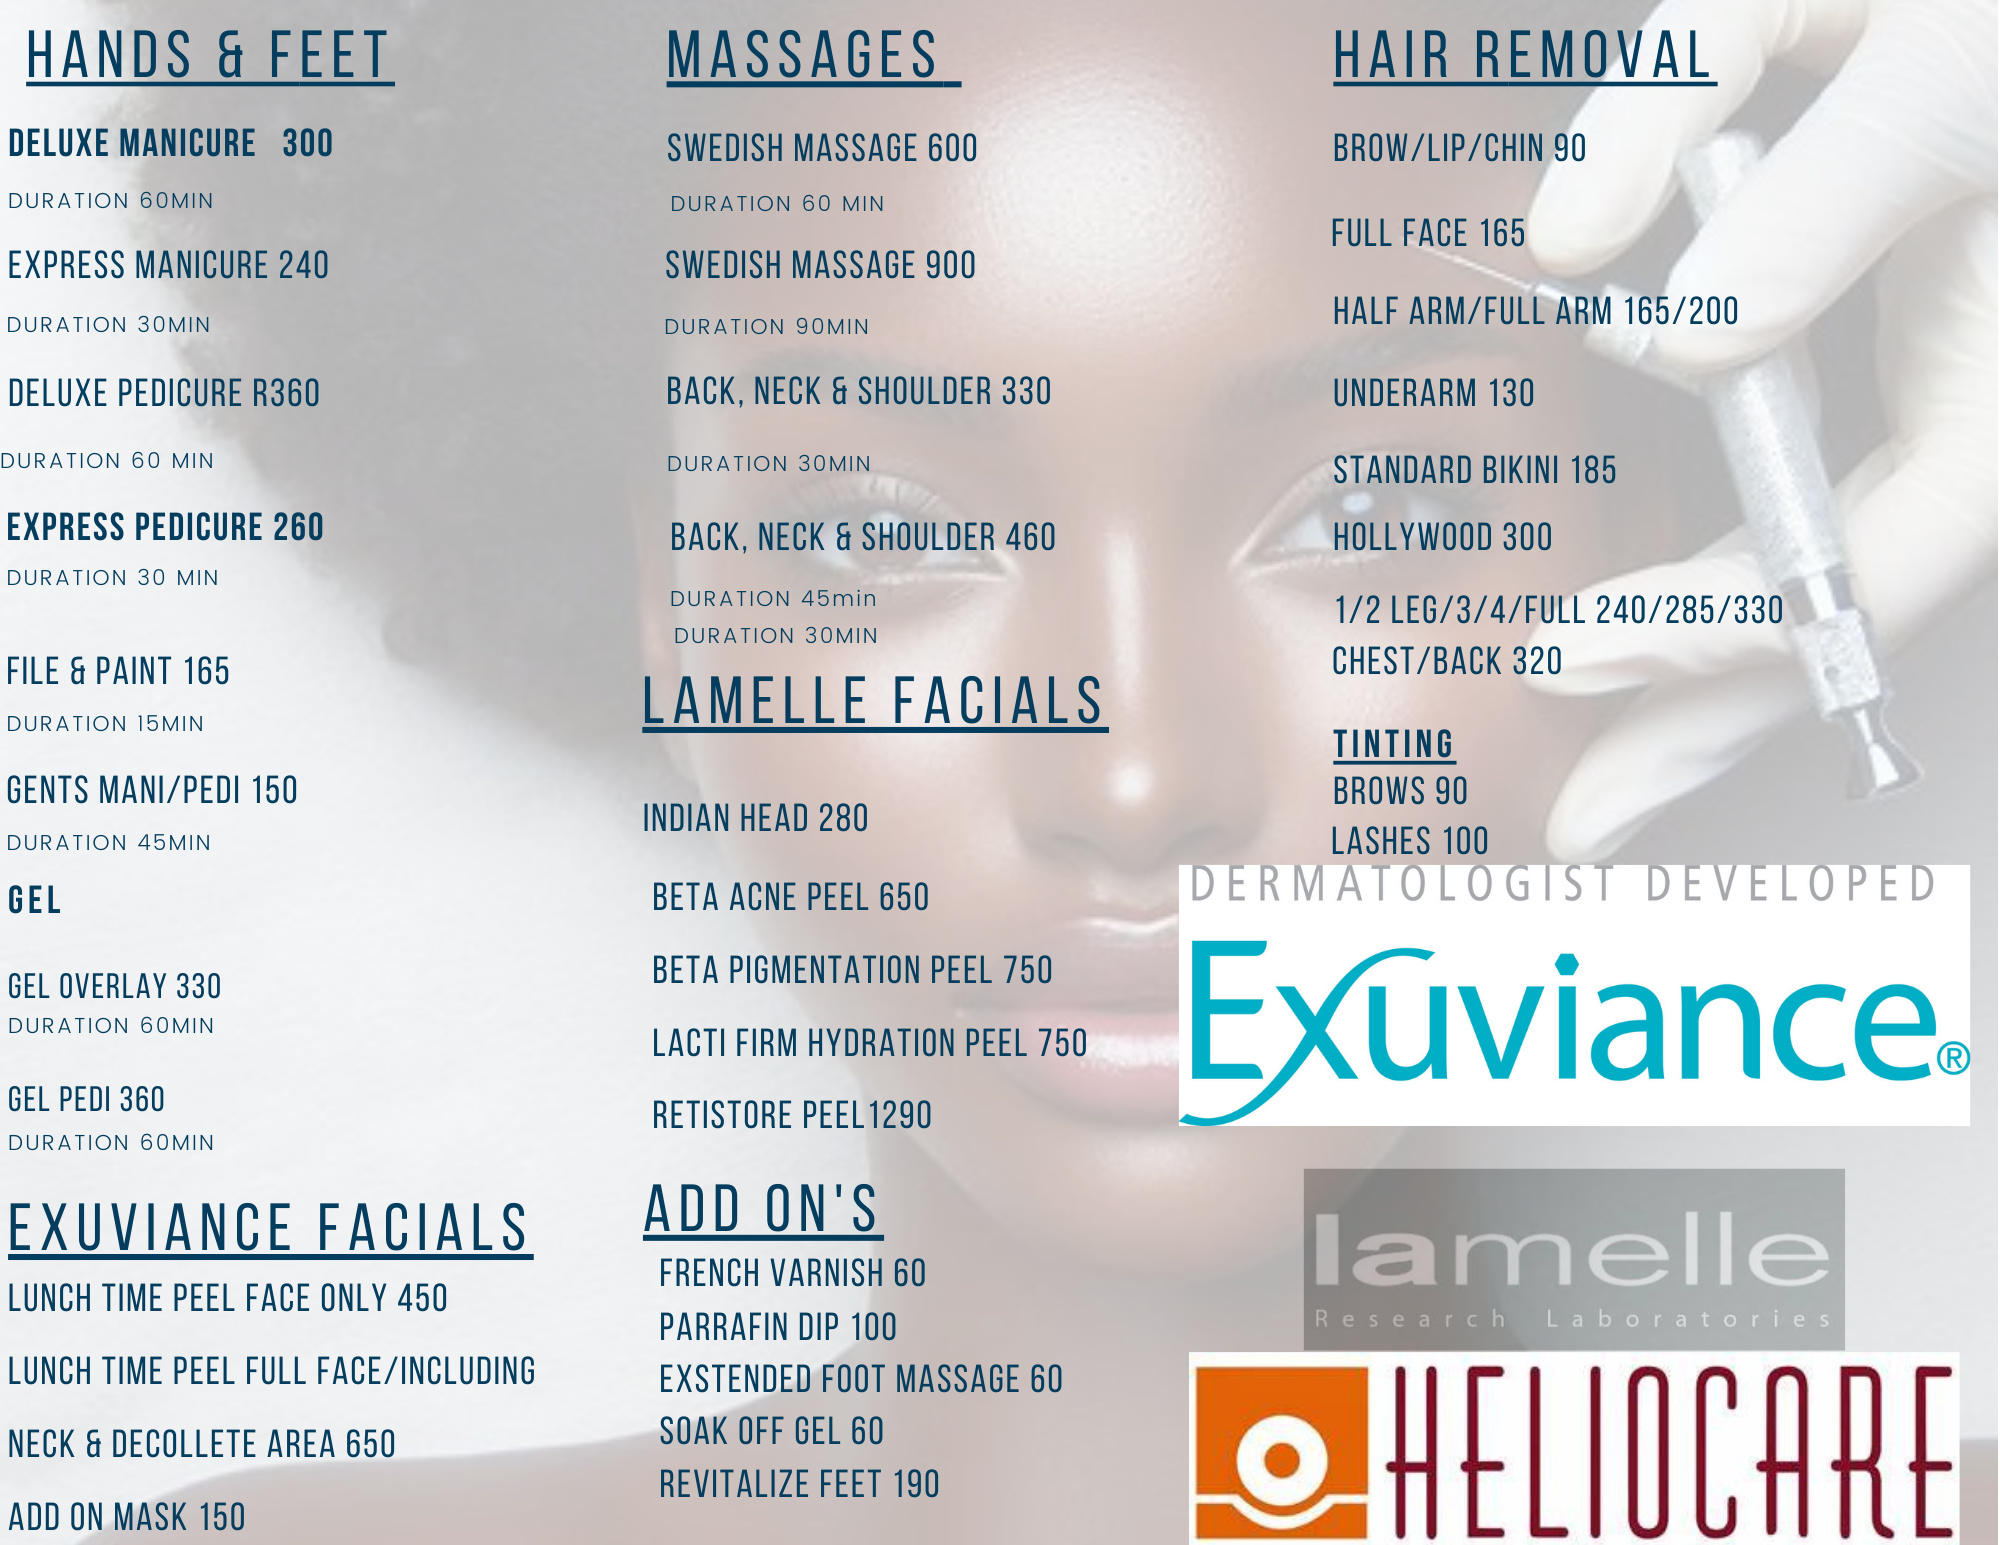 HANDS & FEET
DELUXE MANICURE 300
DURATION 60MIN
EXPRESS MANICURE 240
DURATION 30MIN
DELUXE PEDICURE R360
DURATION 60 MIN
EXPRESS PEDICURE 260
DURATION 30 MIN
FILE & PAINT 165
DURATION 15MIN
GENTS MANI/PEDI 150
DURATION 45MIN
GEL
GEL OVERLAY 330
DURATION 60MIN
GEL PEDI 360
DURATION 60MIN
EXUVIANCE FACIALS
LUNCH TIME PEEL FACE ONLY 450
LUNCH TIME PEEL FULL FACE/INCLUDING
NECK & DECOLLETE AREA 650
ADD ON MASK 150
MASSAGES
SWEDISH MASSAGE 600
DURATION 60 MIN
SWEDISH MASSAGE 900
DURATION 90MIN
BACK, NECK & SHOULDER 330
DURATION 30MIN
BACK, NECK & SHOULDER 460
DURATION 45min
DURATION 30MIN
LAMELLE FACIALS
INDIAN HEAD 280
BETA ACNE PEEL 650
BETA PIGMENTATION PEEL 750
LACTI FIRM HYDRATION PEEL 750
RETISTORE PEEL1290
ADD ON'S
FRENCH VARNISH 60
PARRAFIN DIP 100
EXSTENDED FOOT MASSAGE 60
SOAK OFF GEL 60
REVITALIZE FEET 190
HAIR REMOVAL
BROW/LIP/CHIN 90
FULL FACE 165
HALF ARM/FULL ARM 165/200
UNDERARM 130
STANDARD BIKINI 185
HOLLYWOOD 300
1/2 LEG/3/4/FULL 240/285/330
CHEST/BACK 320
TINTING
BROWS 90
LASHES 100
DERMATOLOGIST DEVELOPED
Exuviance®
lamelle
Research Laboratories
HELIOCARE